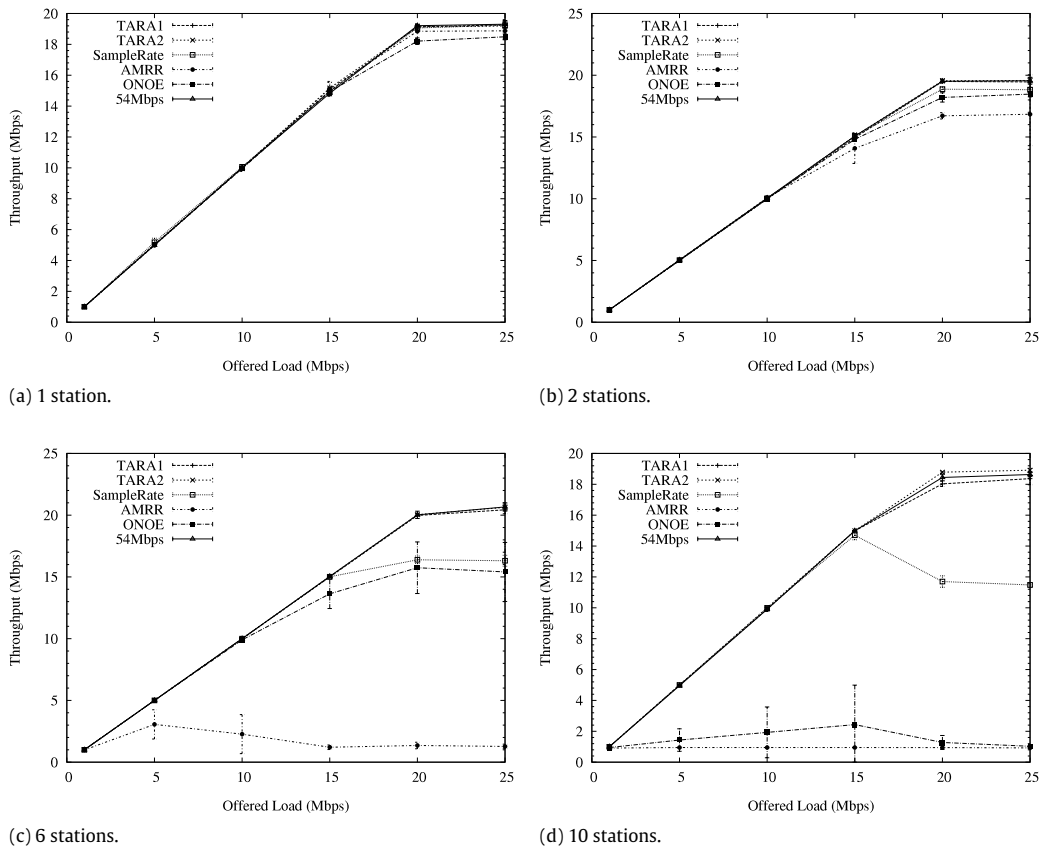 20
18
16
14
12
10
8
6
4
2
0
Throughput (Mbps)
TARA1
TARA2
SampleRate
AMRR
ONOE
54Mbps
0 5 10 15 20 25
Offered Load (Mbps)
(a) 1 station.
25
20
15
10
5
0
Throughput (Mbps)
TARA1
TARA2
SampleRate
AMRR
ONOE
54Mbps
0 5 10 15 20 25
Offered Load (Mbps)
(b) 2 stations.
25
20
15
10
5
0
Throughput (Mbps)
TARA1
TARA2
SampleRate
AMRR
ONOE
54Mbps
0 5 10 15 20 25
Offered Load (Mbps)
(c) 6 stations.
20
18
16
14
12
10
8
6
4
2
0
Throughput (Mbps)
TARA1
TARA2
SampleRate
AMRR
ONOE
54Mbps
0 5 10 15 20 25
Offered Load (Mbps)
(d) 10 stations.